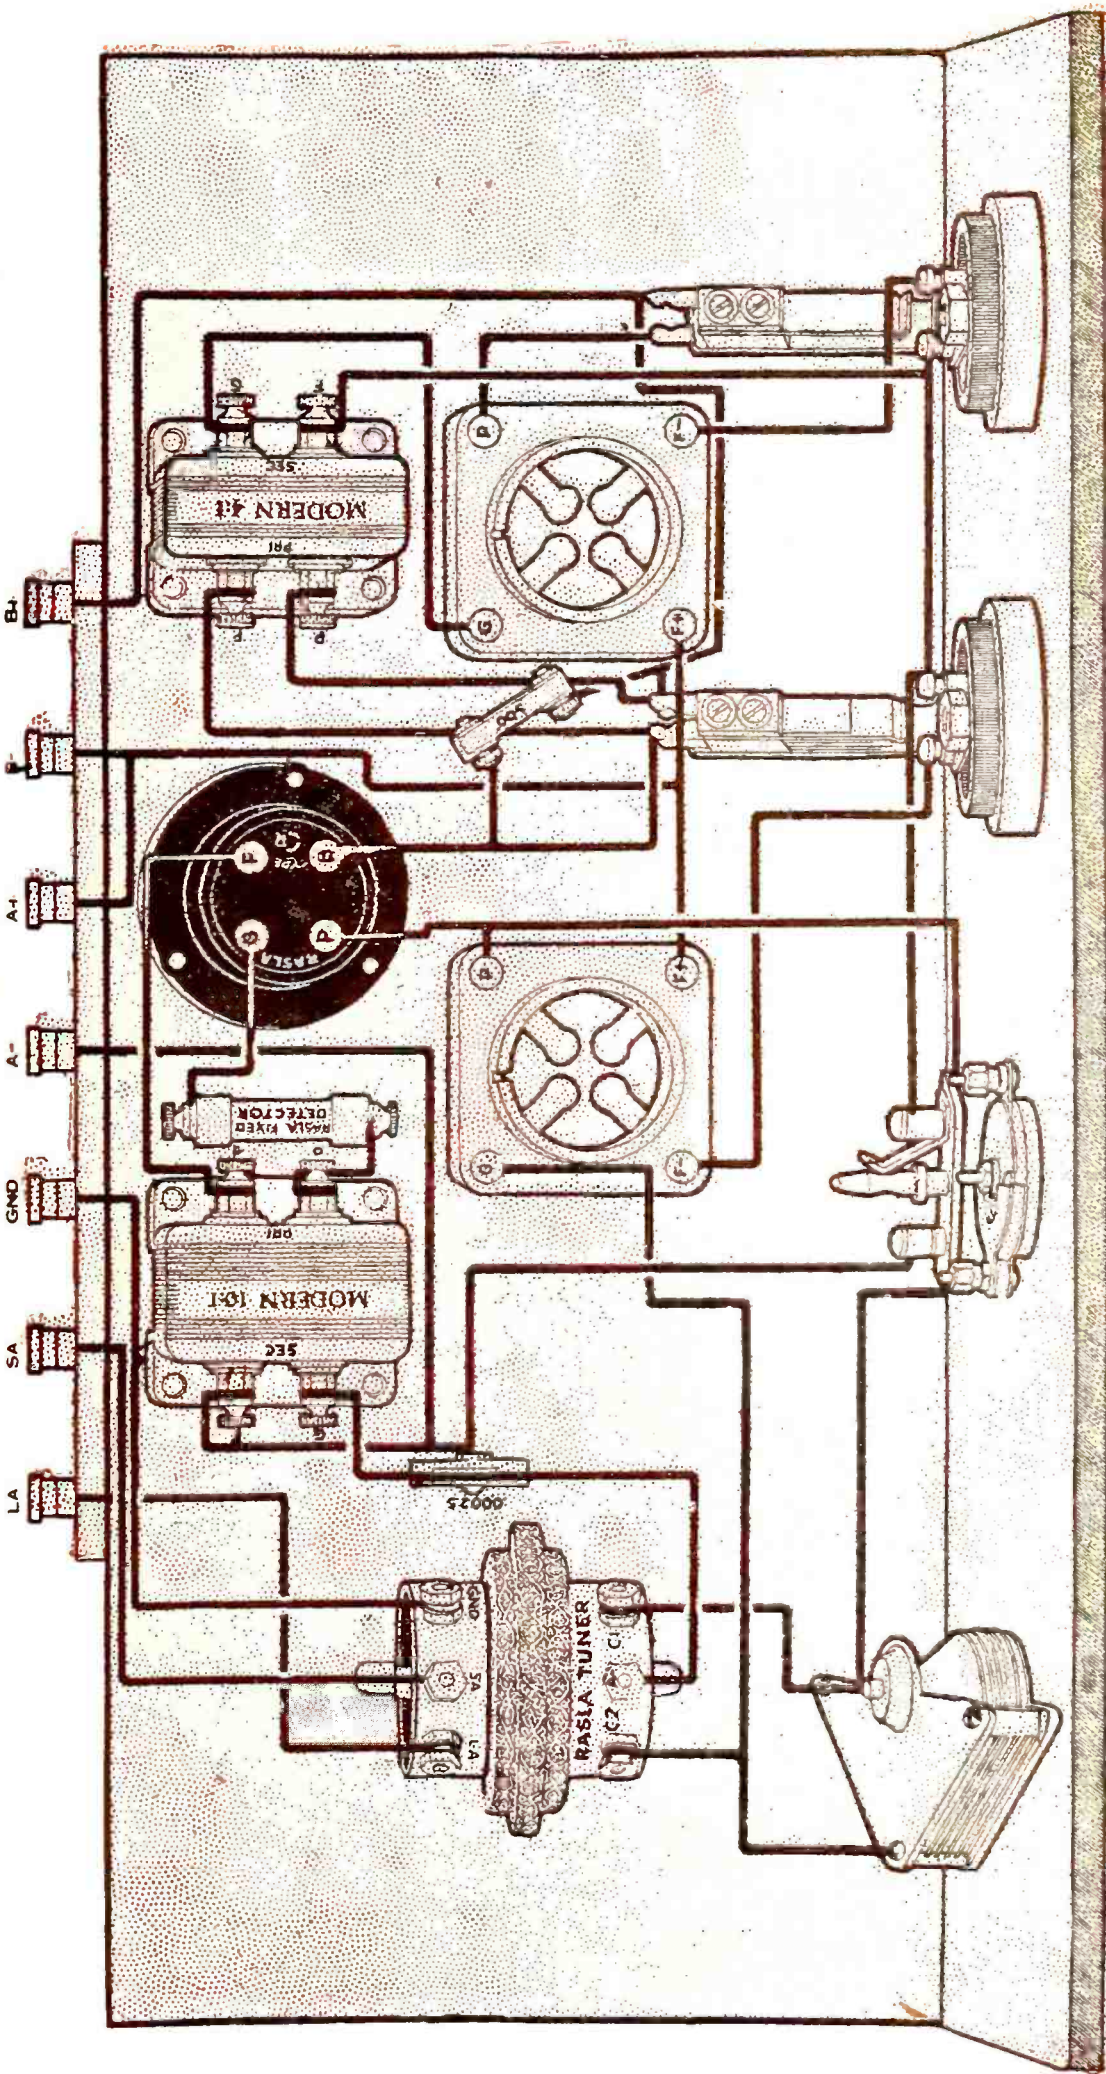 B+
B-
A+
A-
GND
SA
LA
G
F
SEC
MODERN 4-1
PRI
P
P
G
F-
F+
.005
F
B
TYPE CR
G
P
RASLA
P
F+
G
F-
RASLA FIXED
DETECTOR
P
PRI
MODERN 10-1
SEC
G
.00025
GND
SA
LA
RASLA TUNER
C1
A-
C2